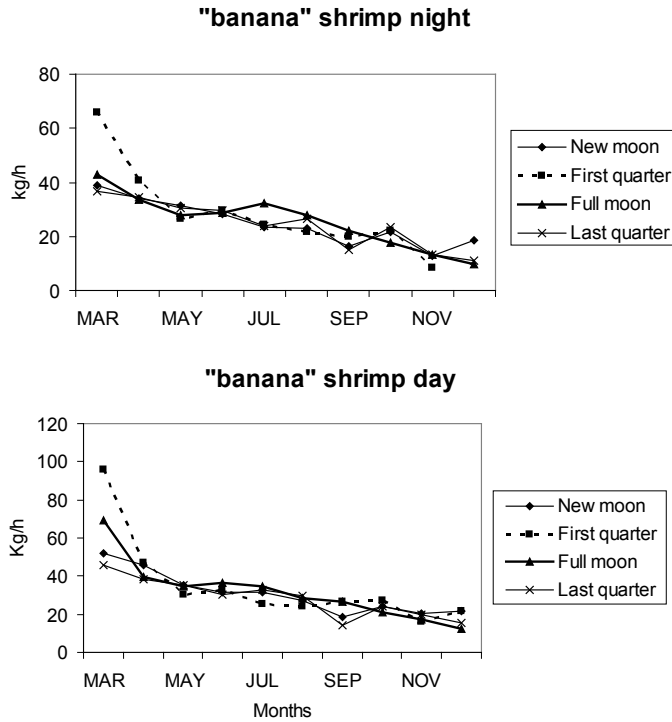 "banana" shrimp night
80
60
40
20
0
kg/h
MAR MAY JUL SEP NOV
New moon
First quarter
Full moon
Last quarter
"banana" shrimp day
120
100
80
60
40
20
0
Kg/h
MAR MAY JUL SEP NOV
Months
New moon
First quarter
Full moon
Last quarter